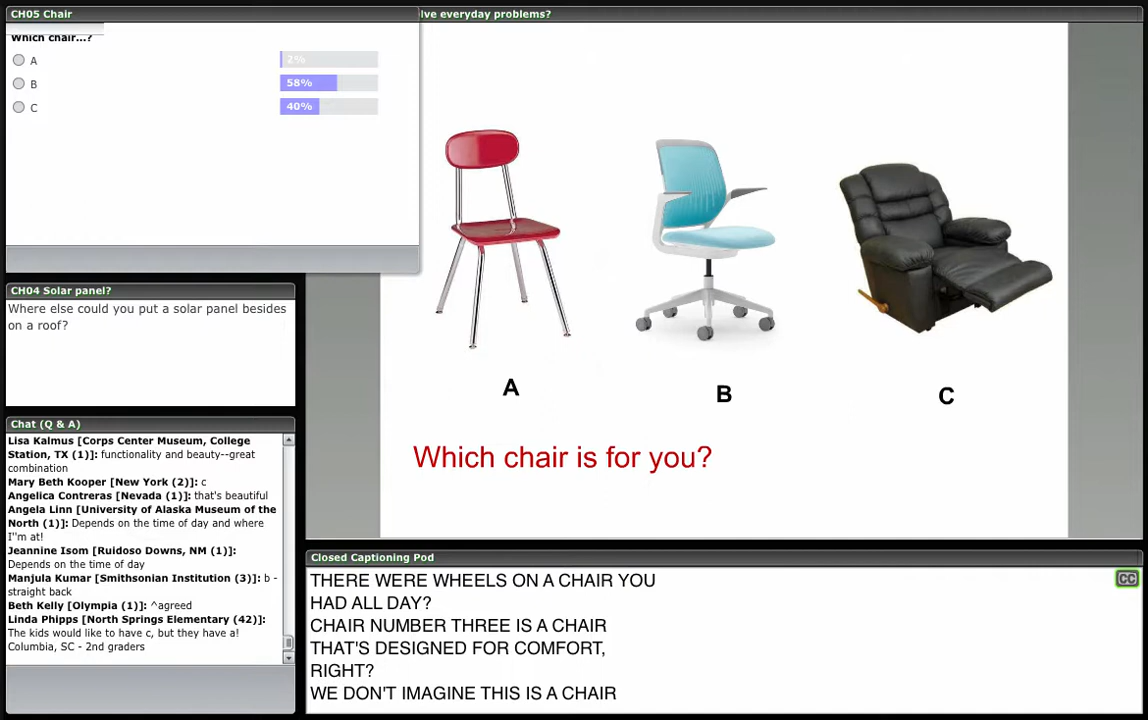 CH05 Chair
lve everyday problems?
Which chair...?
A
2%
B
58%
C
40%
A
B
C
Which chair is for you?
CH04 Solar panel?
Where else could you put a solar panel besides
on a roof?
Chat (Q & A)
Lisa Kalmus [Corps Center Museum, College
Station, TX (1)]: functionality and beauty--great
combination
Mary Beth Kooper [New York (2)]: c
Angelica Contreras [Nevada (1)]: that's beautiful
Angela Linn [University of Alaska Museum of the
North (1)]: Depends on the time of day and where
I''m at!
Jeannine Isom [Ruidoso Downs, NM (1)]:
Depends on the time of day
Manjula Kumar [Smithsonian Institution (3)]: b -
straight back
Beth Kelly [Olympia (1)]: ^agreed
Linda Phipps [North Springs Elementary (42)]:
The kids would like to have c, but they have a!
Columbia, SC - 2nd graders
Closed Captioning Pod
CC
THERE WERE WHEELS ON A CHAIR YOU
HAD ALL DAY?
CHAIR NUMBER THREE IS A CHAIR
THAT'S DESIGNED FOR COMFORT,
RIGHT?
WE DON'T IMAGINE THIS IS A CHAIR